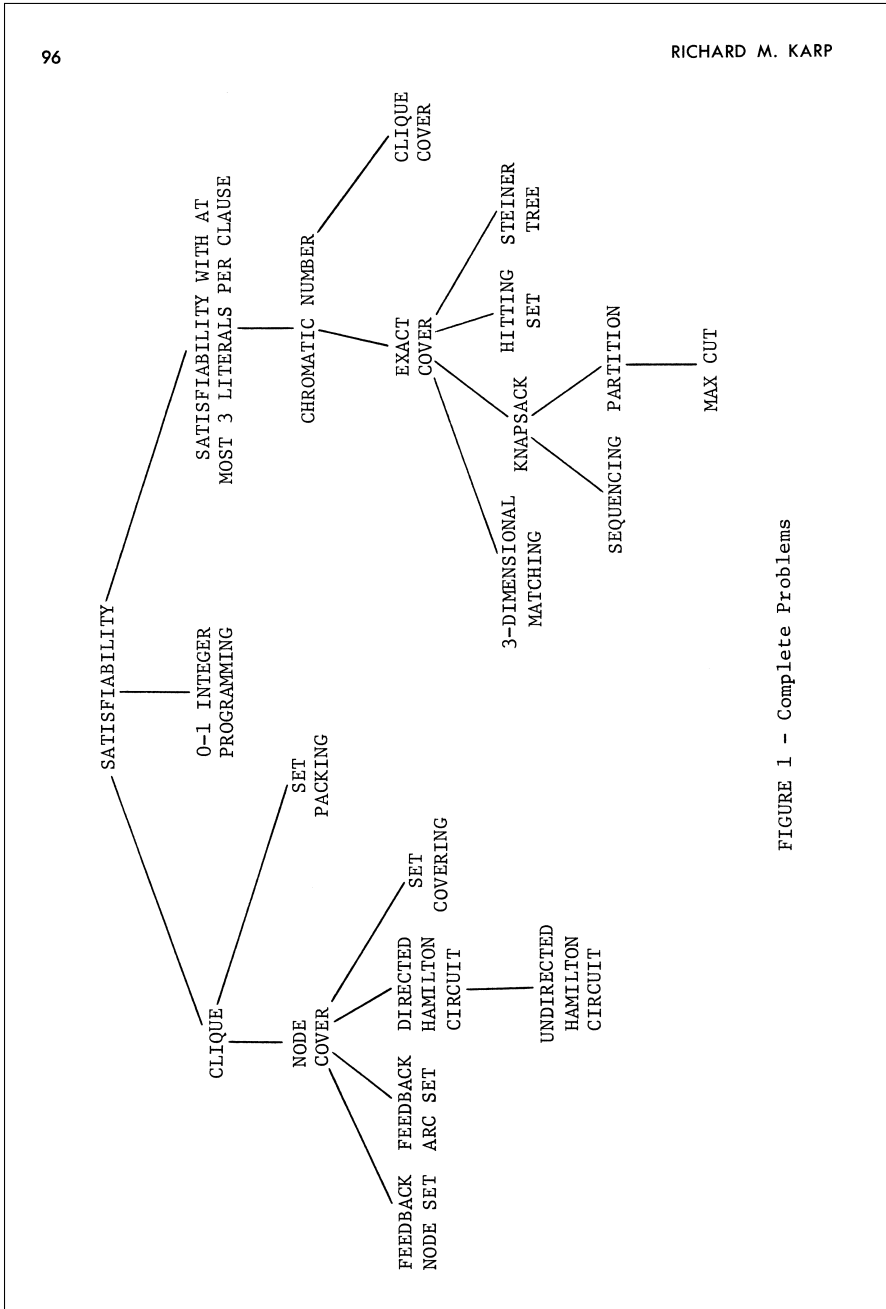 96
RICHARD M. KARP
SATISFIABILITY
CLIQUE
0-1 INTEGER
PROGRAMMING
SATISFIABILITY WITH AT
MOST 3 LITERALS PER CLAUSE
NODE
COVER
SET
PACKING
CHROMATIC NUMBER
FEEDBACK
NODE SET
FEEDBACK
ARC SET
DIRECTED
HAMILTON
CIRCUIT
SET
COVERING
EXACT
COVER
CLIQUE
COVER
UNDIRECTED
HAMILTON
CIRCUIT
3-DIMENSIONAL
MATCHING
KNAPSACK
HITTING
SET
STEINER
TREE
SEQUENCING
PARTITION
MAX CUT
FIGURE 1 - Complete Problems